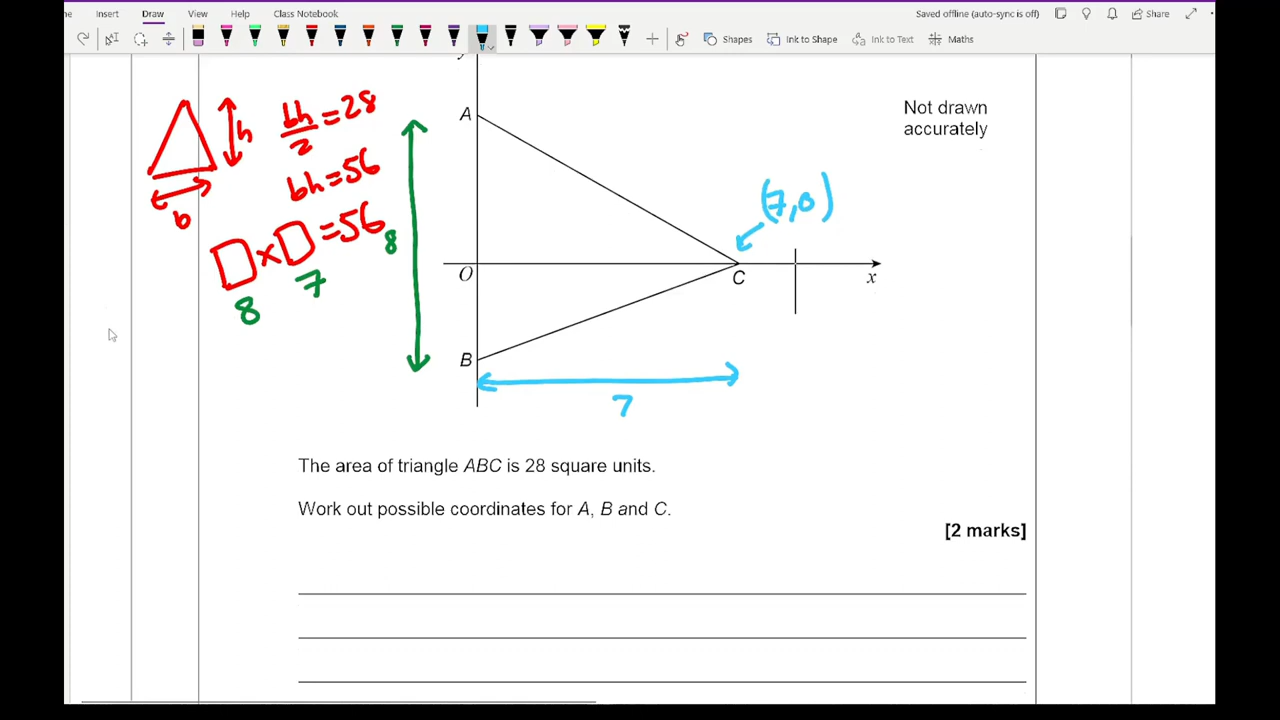 me Insert Draw View Help Class Notebook Saved offline (auto-sync is off) Share
Shapes Ink to Shape Ink to Text Maths
y
Not drawn
accurately
A
h
b
bh/2=28
bh=56
□×□=56
8 7
8
(7,0)
O
C
x
B
7
The area of triangle ABC is 28 square units.
Work out possible coordinates for A, B and C.
[2 marks]